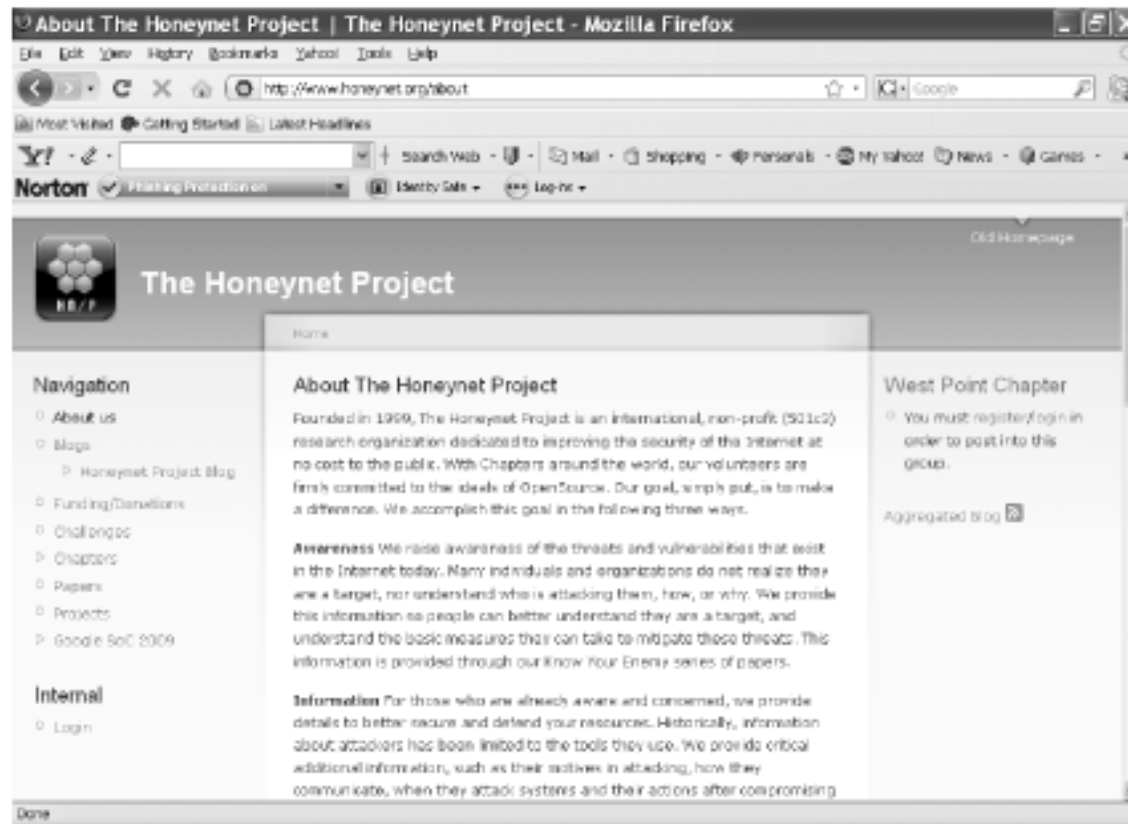 About The Honeynet Project | The Honeynet Project - Mozilla Firefox
File Edit View History Bookmarks Yahoo! Tools Help
http://www.honeynet.org/about
Google
Most Visited Getting Started Latest Headlines
Y! Search Web Mail Shopping Personals My Yahoo! News Games
Norton Phishing Protection on Identity Safe Log-ins
Old Homepage
HN/P
The Honeynet Project
Home
Navigation
About us
Blogs
Honeynet Project Blog
Funding/Donations
Challenges
Chapters
Papers
Projects
Google SoC 2009
Internal
Login
About The Honeynet Project
Founded in 1999, The Honeynet Project is an international, non-profit (501c3)
research organization dedicated to improving the security of the Internet at
no cost to the public. With Chapters around the world, our volunteers are
firmly committed to the ideals of OpenSource. Our goal, simply put, is to make
a difference. We accomplish this goal in the following three ways.
Awareness We raise awareness of the threats and vulnerabilities that exist
in the Internet today. Many individuals and organizations do not realize they
are a target, nor understand who is attacking them, how, or why. We provide
this information so people can better understand they are a target, and
understand the basic measures they can take to mitigate these threats. This
information is provided through our Know Your Enemy series of papers.
Information For those who are already aware and concerned, we provide
details to better secure and defend your resources. Historically, information
about attackers has been limited to the tools they use. We provide critical
additional information, such as their motives in attacking, how they
communicate, when they attack systems and their actions after compromising
West Point Chapter
You must register/login in
order to post into this
group.
Aggregated Blog
Done